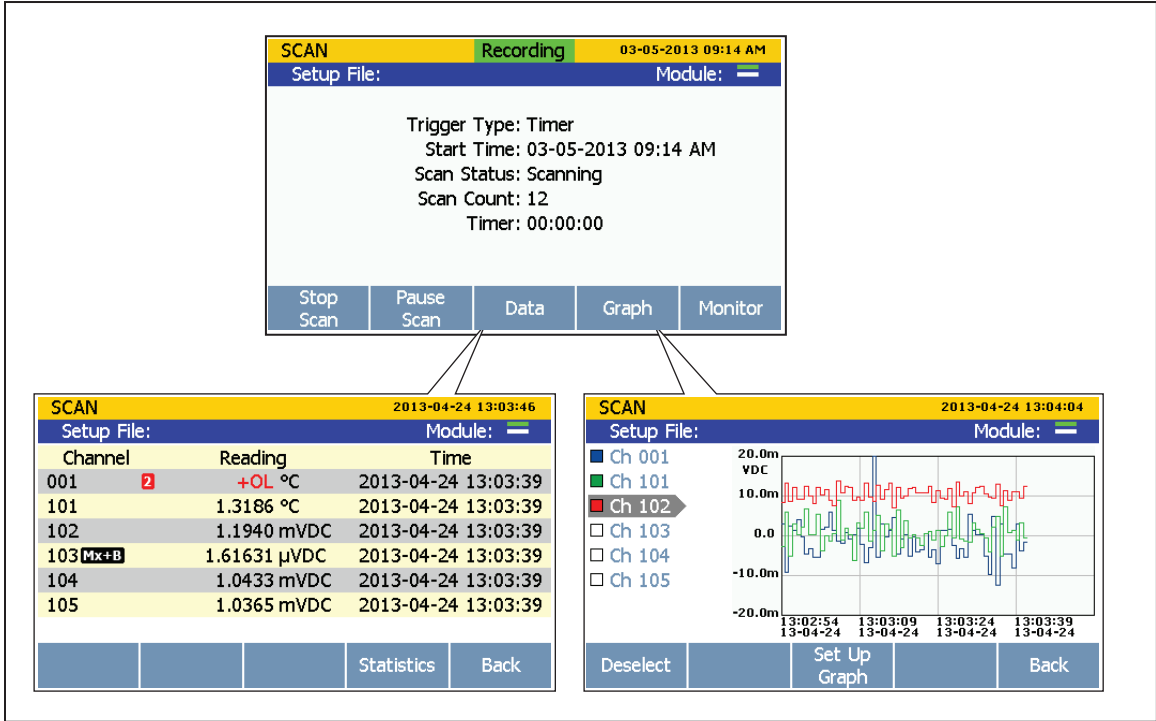 SCAN Recording 03-05-2013 09:14 AM
Setup File: Module:
Trigger Type: Timer
Start Time: 03-05-2013 09:14 AM
Scan Status: Scanning
Scan Count: 12
Timer: 00:00:00
Stop Scan Pause Scan Data Graph Monitor
SCAN 2013-04-24 13:03:46
Setup File: Module:
Channel Reading Time
001 2 +OL °C 2013-04-24 13:03:39
101 1.3186 °C 2013-04-24 13:03:39
102 1.1940 mVDC 2013-04-24 13:03:39
103 Mx+B 1.61631 µVDC 2013-04-24 13:03:39
104 1.0433 mVDC 2013-04-24 13:03:39
105 1.0365 mVDC 2013-04-24 13:03:39
Statistics Back
SCAN 2013-04-24 13:04:04
Setup File: Module:
Ch 001
Ch 101
Ch 102
Ch 103
Ch 104
Ch 105
20.0m
VDC
10.0m
0.0
-10.0m
-20.0m
13:02:54 13:03:09 13:03:24 13:03:39
13-04-24 13-04-24 13-04-24 13-04-24
Deselect Set Up Graph Back